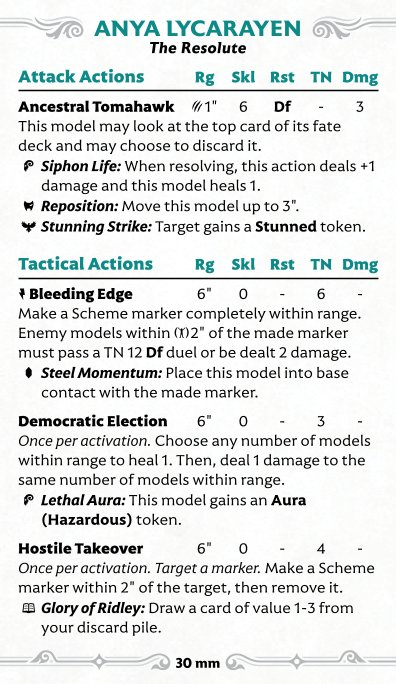 ANYA LYCARAYEN
The Resolute
Attack Actions Rg Skl Rst TN Dmg
Ancestral Tomahawk 1" 6 Df - 3
This model may look at the top card of its fate
deck and may choose to discard it.
Siphon Life: When resolving, this action deals +1
damage and this model heals 1.
Reposition: Move this model up to 3".
Stunning Strike: Target gains a Stunned token.
Tactical Actions Rg Skl Rst TN Dmg
Bleeding Edge 6" 0 - 6 -
Make a Scheme marker completely within range.
Enemy models within 2" of the made marker
must pass a TN 12 Df duel or be dealt 2 damage.
Steel Momentum: Place this model into base
contact with the made marker.
Democratic Election 6" 0 - 3 -
Once per activation. Choose any number of models
within range to heal 1. Then, deal 1 damage to the
same number of models within range.
Lethal Aura: This model gains an Aura
(Hazardous) token.
Hostile Takeover 6" 0 - 4 -
Once per activation. Target a marker. Make a Scheme
marker within 2" of the target, then remove it.
Glory of Ridley: Draw a card of value 1-3 from
your discard pile.
30 mm